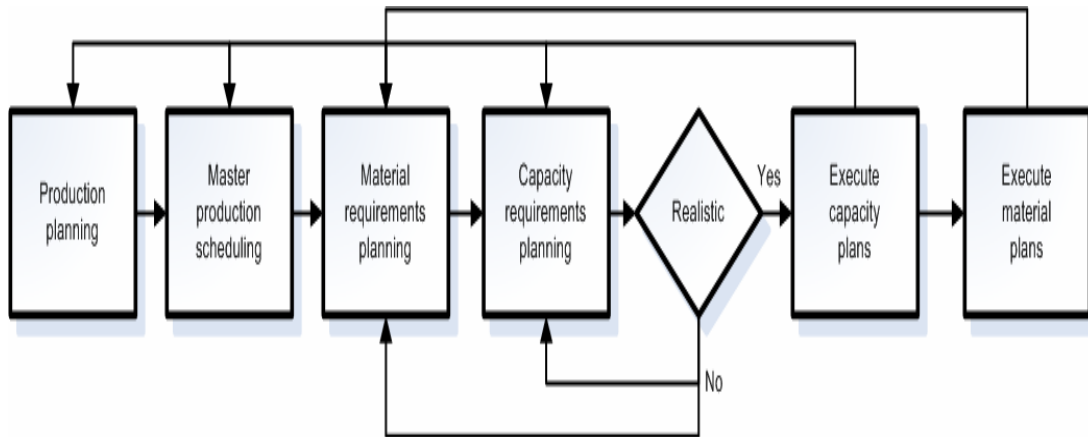 Production
planning
Master
production
scheduling
Material
requirements
planning
Capacity
requirements
planning
Realistic
Yes
No
Execute
capacity
plans
Execute
material
plans